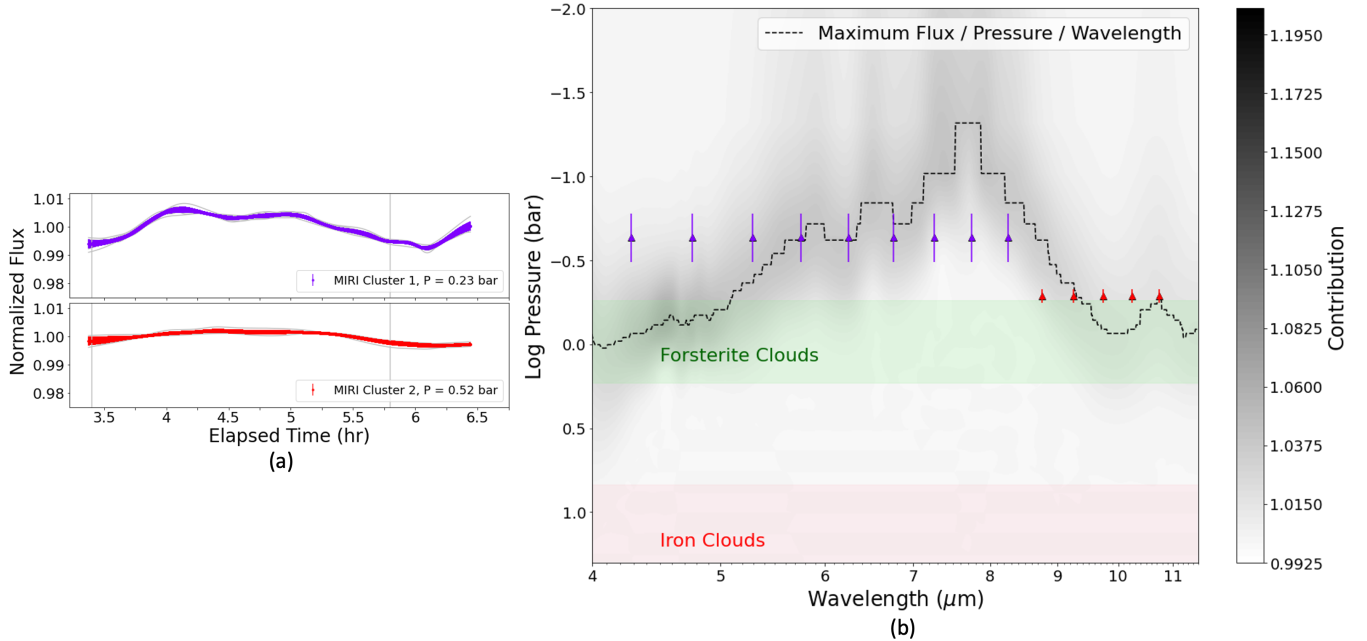 1.01
1.00
0.99
0.98
MIRI Cluster 1, P = 0.23 bar
1.01
1.00
0.99
0.98
MIRI Cluster 2, P = 0.52 bar
Normalized Flux
3.5 4 4.5 5 5.5 6 6.5
Elapsed Time (hr)
(a)
−2.0
−1.5
−1.0
−0.5
0.0
0.5
1.0
Log Pressure (bar)
Maximum Flux / Pressure / Wavelength
Forsterite Clouds
Iron Clouds
4 5 6 7 8 9 10 11
Wavelength (μm)
(b)
1.1950
1.1725
1.1500
1.1275
1.1050
1.0825
1.0600
1.0375
1.0150
0.9925
Contribution